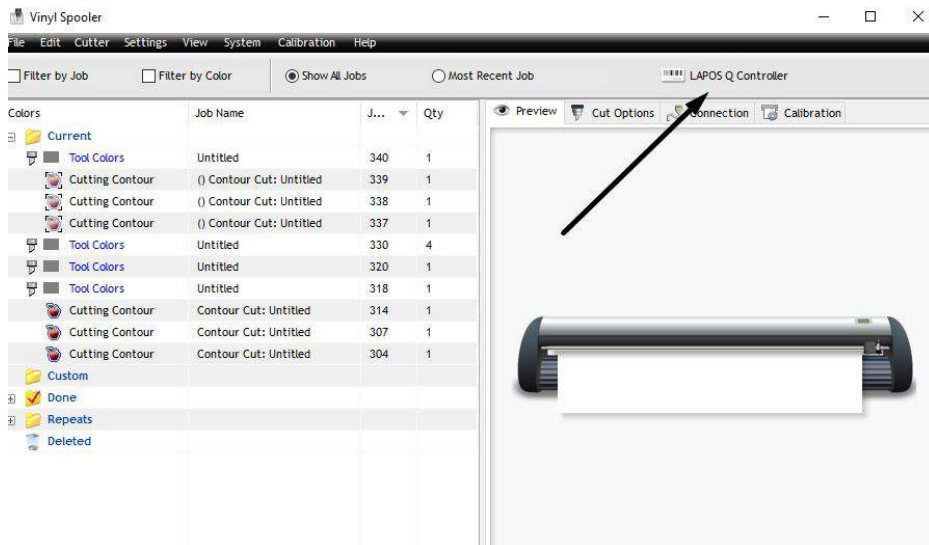 Vinyl Spooler
File Edit Cutter Settings View System Calibration Help
Filter by Job Filter by Color Show All Jobs Most Recent Job LAPOS Q Controller
Colors Job Name J... Qty Preview Cut Options Connection Calibration
Current
Tool Colors Untitled 340 1
Cutting Contour () Contour Cut: Untitled 339 1
Cutting Contour () Contour Cut: Untitled 338 1
Cutting Contour () Contour Cut: Untitled 337 1
Tool Colors Untitled 330 4
Tool Colors Untitled 320 1
Tool Colors Untitled 318 1
Cutting Contour Contour Cut: Untitled 314 1
Cutting Contour Contour Cut: Untitled 307 1
Cutting Contour Contour Cut: Untitled 304 1
Custom
Done
Repeats
Deleted